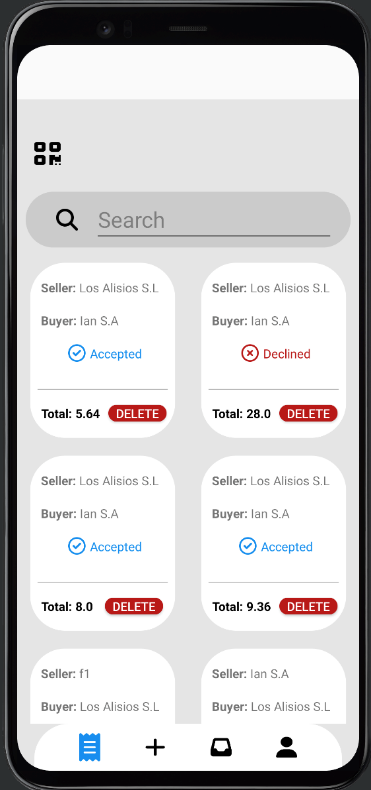 Search
Seller: Los Alisios S.L
Buyer: Ian S.A
Accepted
Total: 5.64 DELETE
Seller: Los Alisios S.L
Buyer: Ian S.A
Declined
Total: 28.0 DELETE
Seller: Los Alisios S.L
Buyer: Ian S.A
Accepted
Total: 8.0 DELETE
Seller: Los Alisios S.L
Buyer: Ian S.A
Accepted
Total: 9.36 DELETE
Seller: f1
Buyer: Los Alisios S.L
Seller: Ian S.A
Buyer: Los Alisios S.L